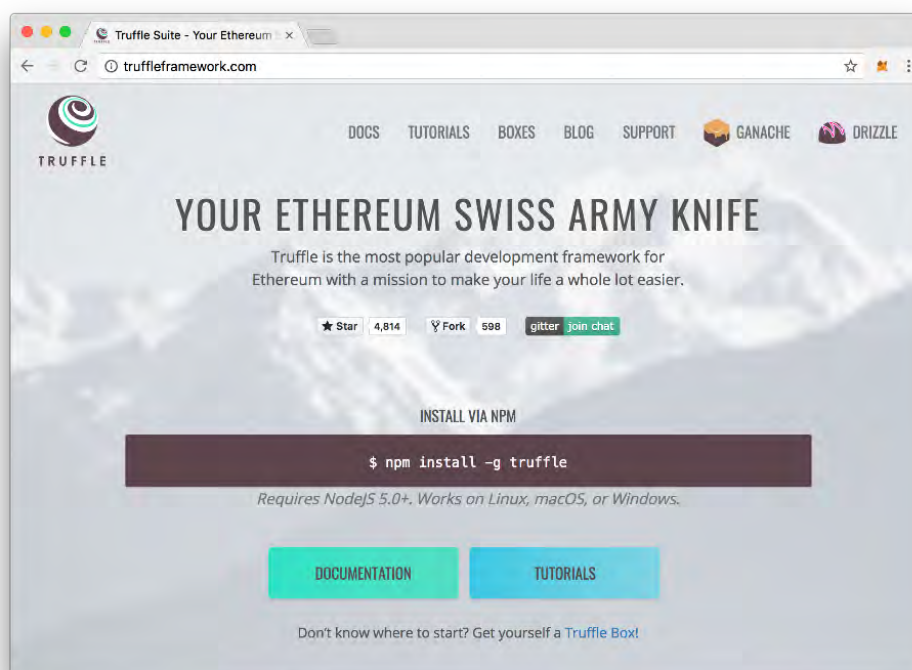 Truffle Suite - Your Ethereum
truffleframework.com
TRUFFLE
DOCS TUTORIALS BOXES BLOG SUPPORT GANACHE DRIZZLE
YOUR ETHEREUM SWISS ARMY KNIFE
Truffle is the most popular development framework for
Ethereum with a mission to make your life a whole lot easier.
Star 4,814 Fork 598 gitter join chat
INSTALL VIA NPM
$ npm install -g truffle
Requires NodeJS 5.0+. Works on Linux, macOS, or Windows.
DOCUMENTATION TUTORIALS
Don't know where to start? Get yourself a Truffle Box!